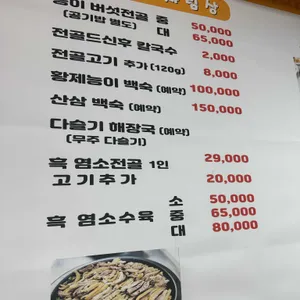 능이 버섯전골 중 50,000
(공기밥 별도) 대 65,000
전골드신후 칼국수 2,000
전골고기 추가 (120g) 8,000
황제능이 백숙 (예약) 100,000
산삼 백숙 (예약) 150,000
다슬기 해장국 (예약)
(무주 다슬기)
흑 염소전골 1인 29,000
고기추가 20,000
소 50,000
흑 염소수육 중 65,000
대 80,000